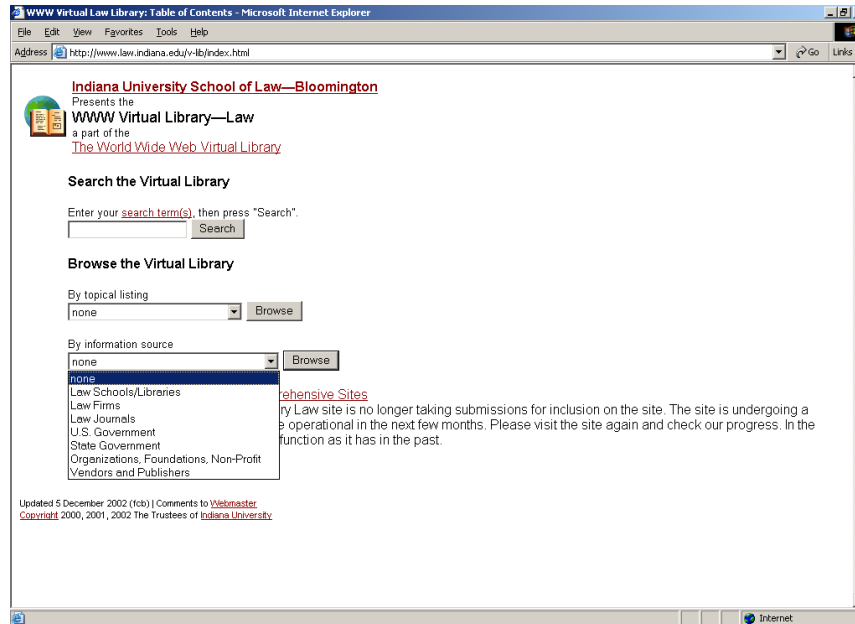 WWW Virtual Law Library: Table of Contents - Microsoft Internet Explorer
File Edit View Favorites Tools Help
Address http://www.law.indiana.edu/v-lib/index.html Go Links
Indiana University School of Law—Bloomington
Presents the
WWW Virtual Library—Law
a part of the
The World Wide Web Virtual Library
Search the Virtual Library
Enter your search term(s), then press "Search".
Search
Browse the Virtual Library
By topical listing
none Browse
By information source
none Browse
none
Law Schools/Libraries rehensive Sites
Law Firms ry Law site is no longer taking submissions for inclusion on the site. The site is undergoing a
Law Journals
U.S. Government e operational in the next few months. Please visit the site again and check our progress. In the
State Government function as it has in the past.
Organizations, Foundations, Non-Profit
Vendors and Publishers
Updated 5 December 2002 (fcb) | Comments to Webmaster
Copyright 2000, 2001, 2002 The Trustees of Indiana University
Internet